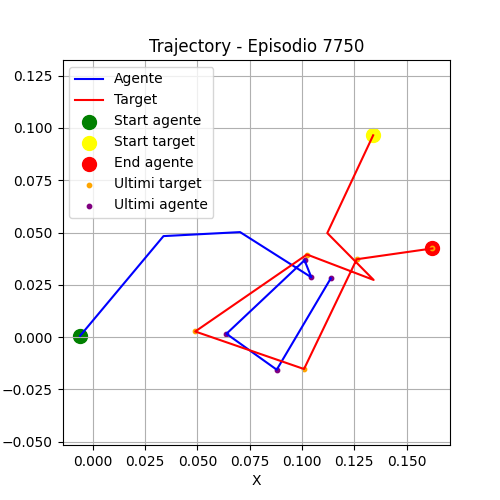 Trajectory - Episodio 7750
Agente
Target
Start agente
Start target
End agente
Ultimi target
Ultimi agente
0.125
0.100
0.075
0.050
0.025
0.000
−0.025
−0.050
0.000 0.025 0.050 0.075 0.100 0.125 0.150
X